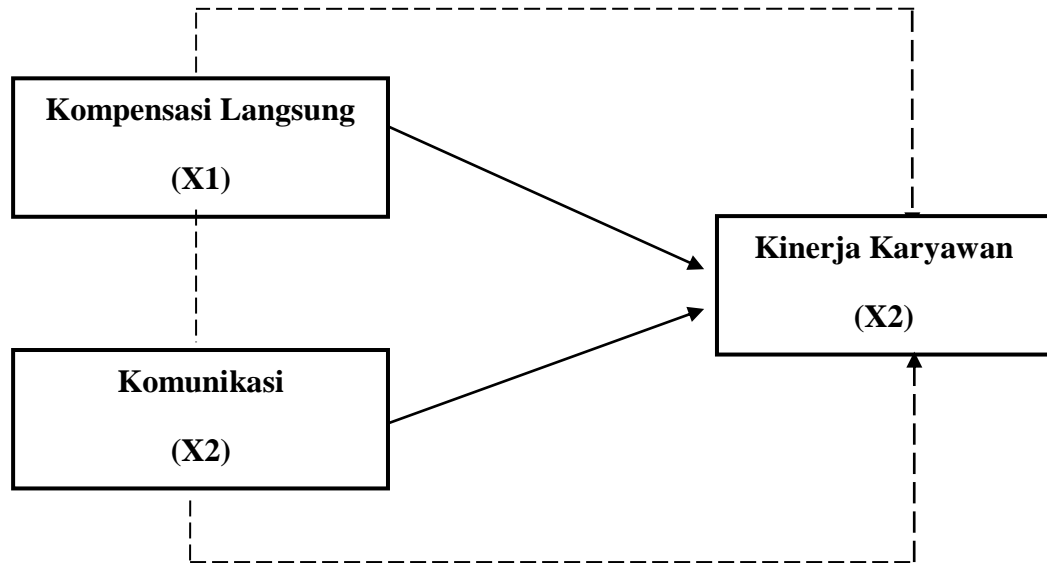 Kompensasi Langsung
(X1)
Kinerja Karyawan
(X2)
Komunikasi
(X2)